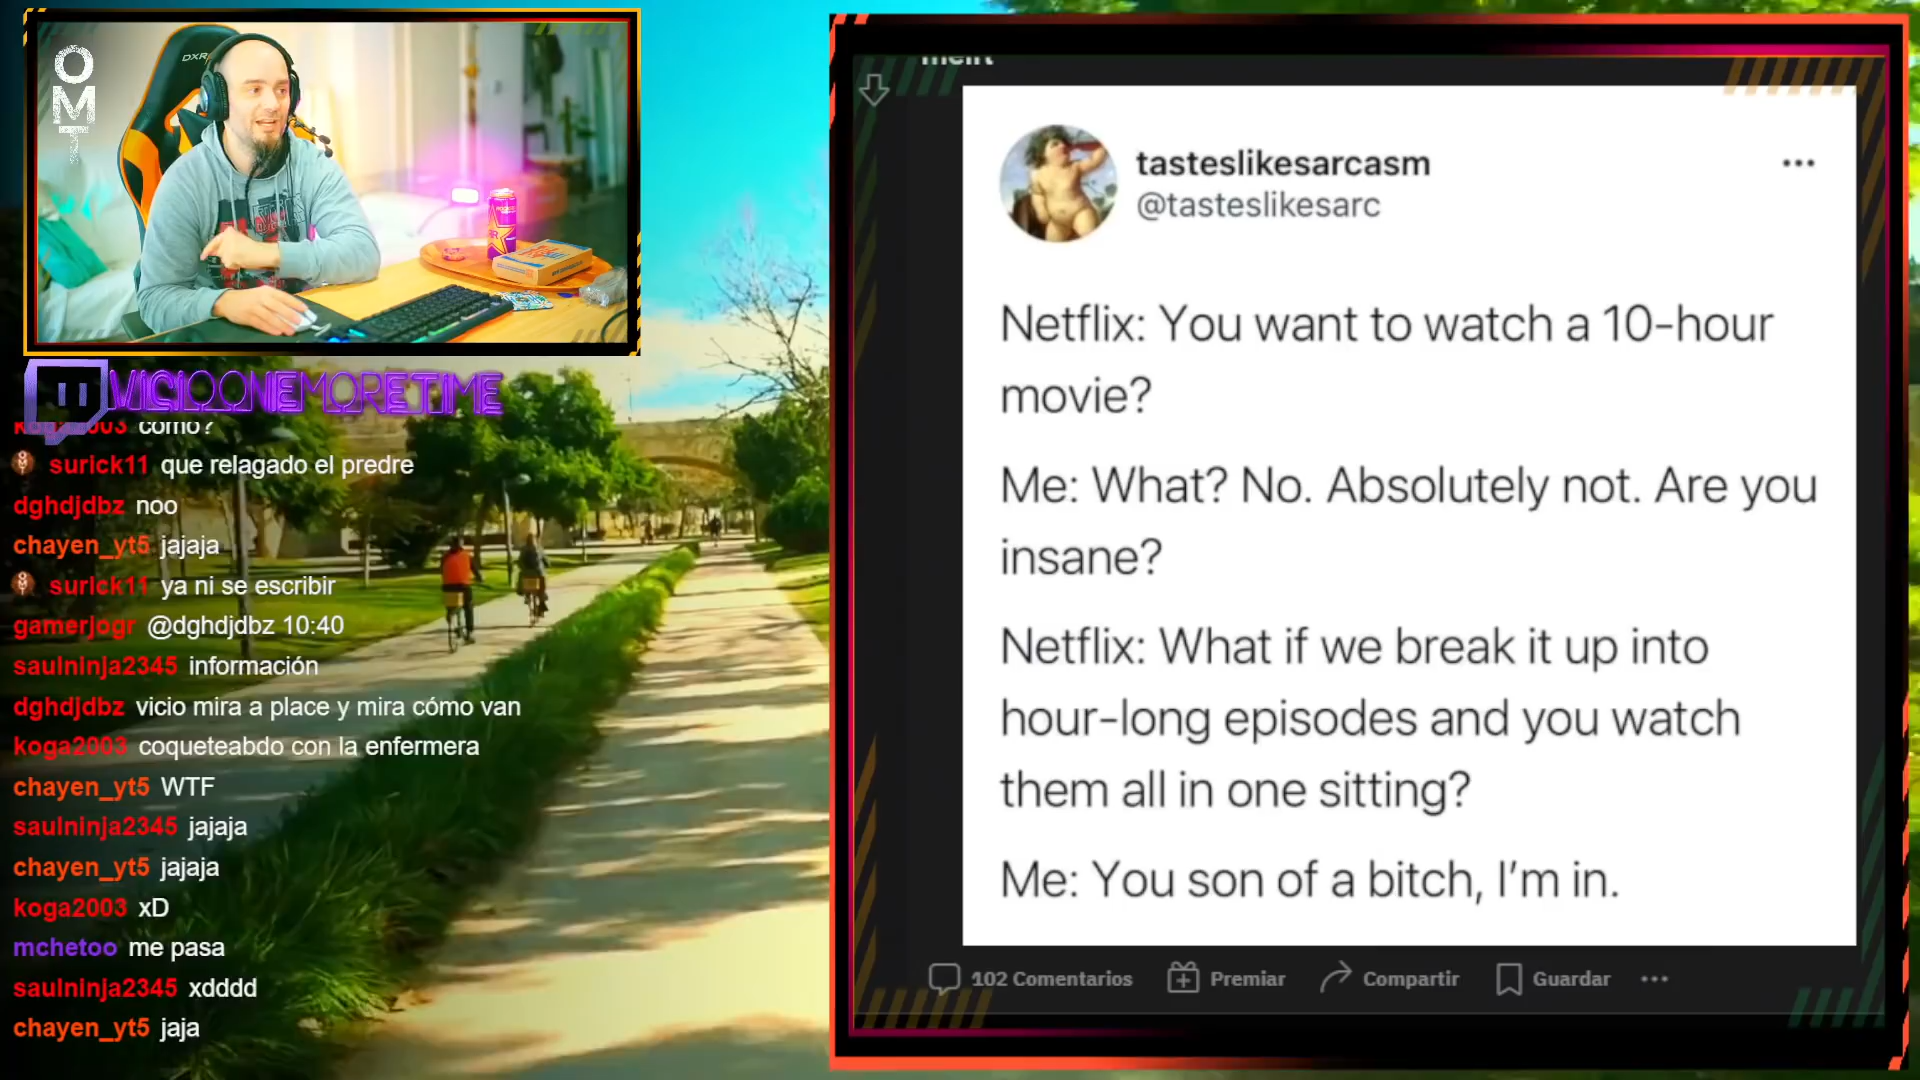 OMT
DXR
VICIOONEMORETIME
koga2003 como?
surick11 que relagado el predre
dghdjdbz noo
chayen_yt5 jajaja
surick11 ya ni se escribir
gamerjogr @dghdjdbz 10:40
saulninja2345 información
dghdjdbz vicio mira a place y mira cómo van
koga2003 coqueteabdo con la enfermera
chayen_yt5 WTF
saulninja2345 jajaja
chayen_yt5 jajaja
koga2003 xD
mchetoo me pasa
saulninja2345 xdddd
chayen_yt5 jaja
meirl
tasteslikesarcasm
@tasteslikesarc
Netflix: You want to watch a 10-hour
movie?
Me: What? No. Absolutely not. Are you
insane?
Netflix: What if we break it up into
hour-long episodes and you watch
them all in one sitting?
Me: You son of a bitch, I’m in.
102 Comentarios Premiar Compartir Guardar